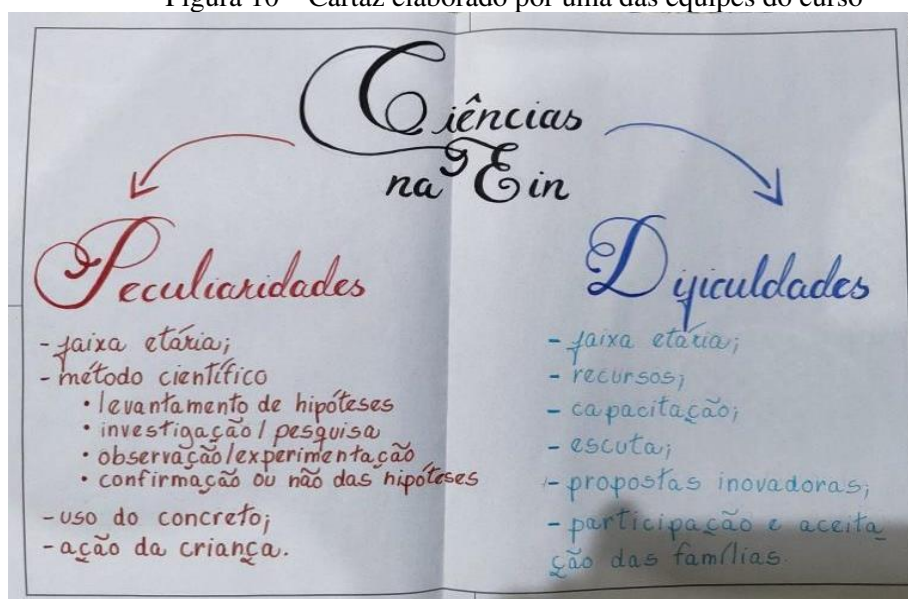 Figura 10 – Cartaz elaborado por uma das equipes do curso
Ciências
na Ein
Peculiaridades
- faixa etária;
- método científico
• levantamento de hipóteses
• investigação/pesquisa
• observação/experimentação
• confirmação ou não das hipóteses
- uso do concreto;
- ação da criança.
Dificuldades
- faixa etária;
- recursos;
- capacitação;
- escuta;
- propostas inovadoras;
- participação e aceita
ção das famílias.